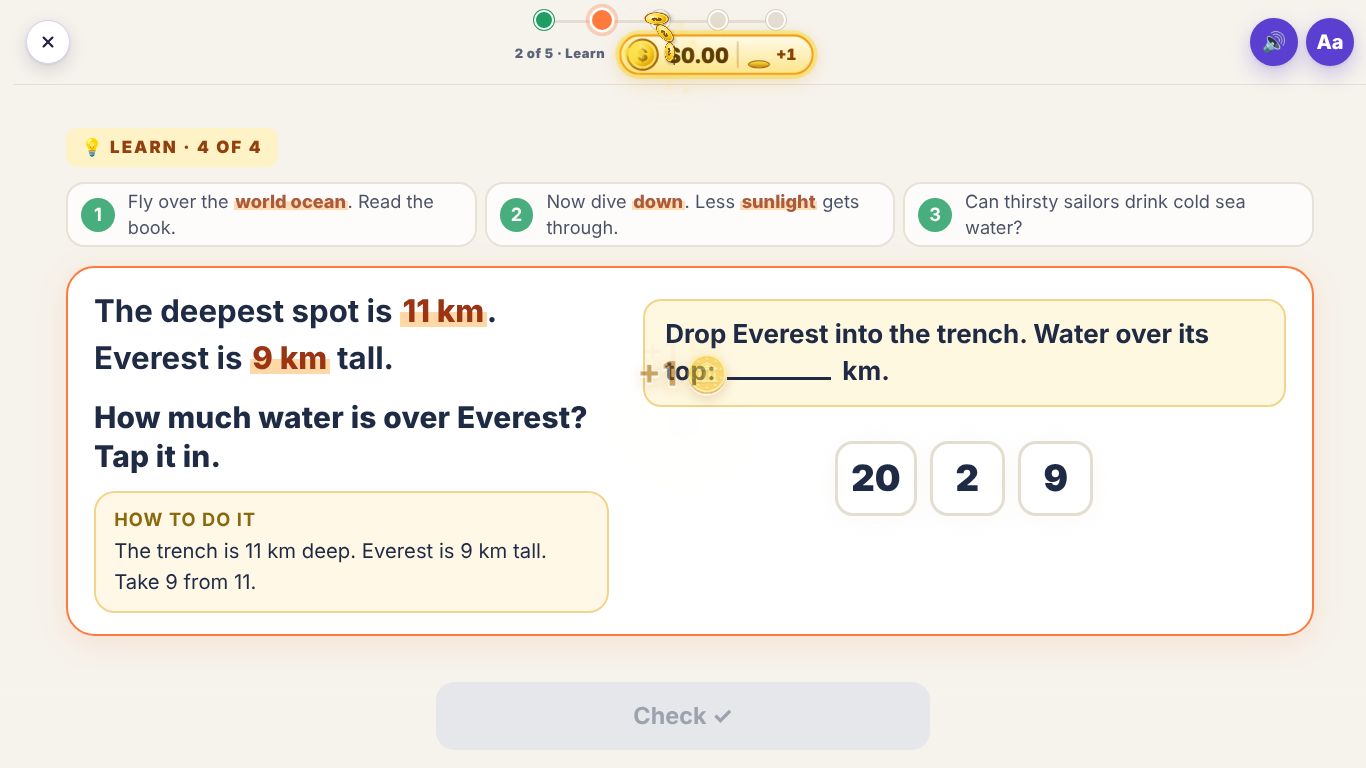 ×
2 of 5 · Learn
$0.00
+1
🔊
Aa
💡 LEARN · 4 OF 4
1
Fly over the world ocean. Read the
book.
2
Now dive down. Less sunlight gets
through.
3
Can thirsty sailors drink cold sea
water?
The deepest spot is 11 km.
Everest is 9 km tall.
How much water is over Everest?
Tap it in.
HOW TO DO IT
The trench is 11 km deep. Everest is 9 km tall.
Take 9 from 11.
Drop Everest into the trench. Water over its
top: ______ km.
+1
20
2
9
Check ✓